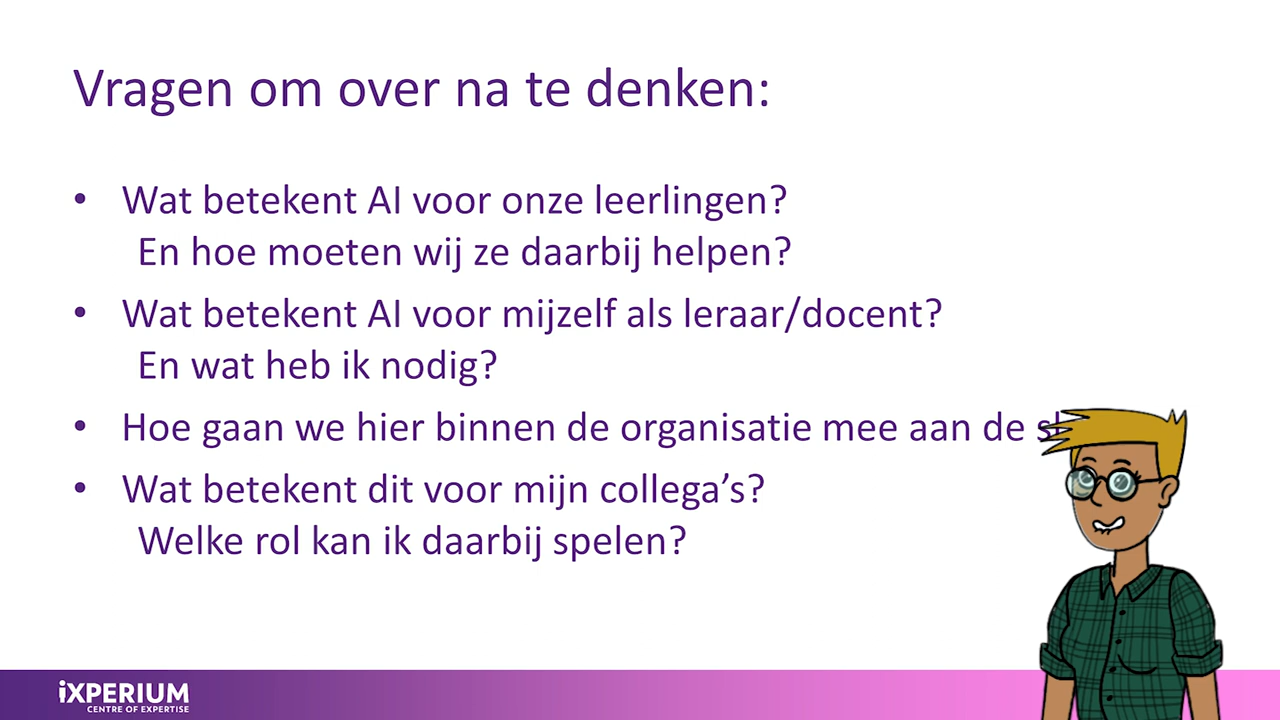 Vragen om over na te denken:
• Wat betekent AI voor onze leerlingen?
En hoe moeten wij ze daarbij helpen?
• Wat betekent AI voor mijzelf als leraar/docent?
En wat heb ik nodig?
• Hoe gaan we hier binnen de organisatie mee aan de
• Wat betekent dit voor mijn collega's?
Welke rol kan ik daarbij spelen?
iXPERIUM
CENTRE OF EXPERTISE